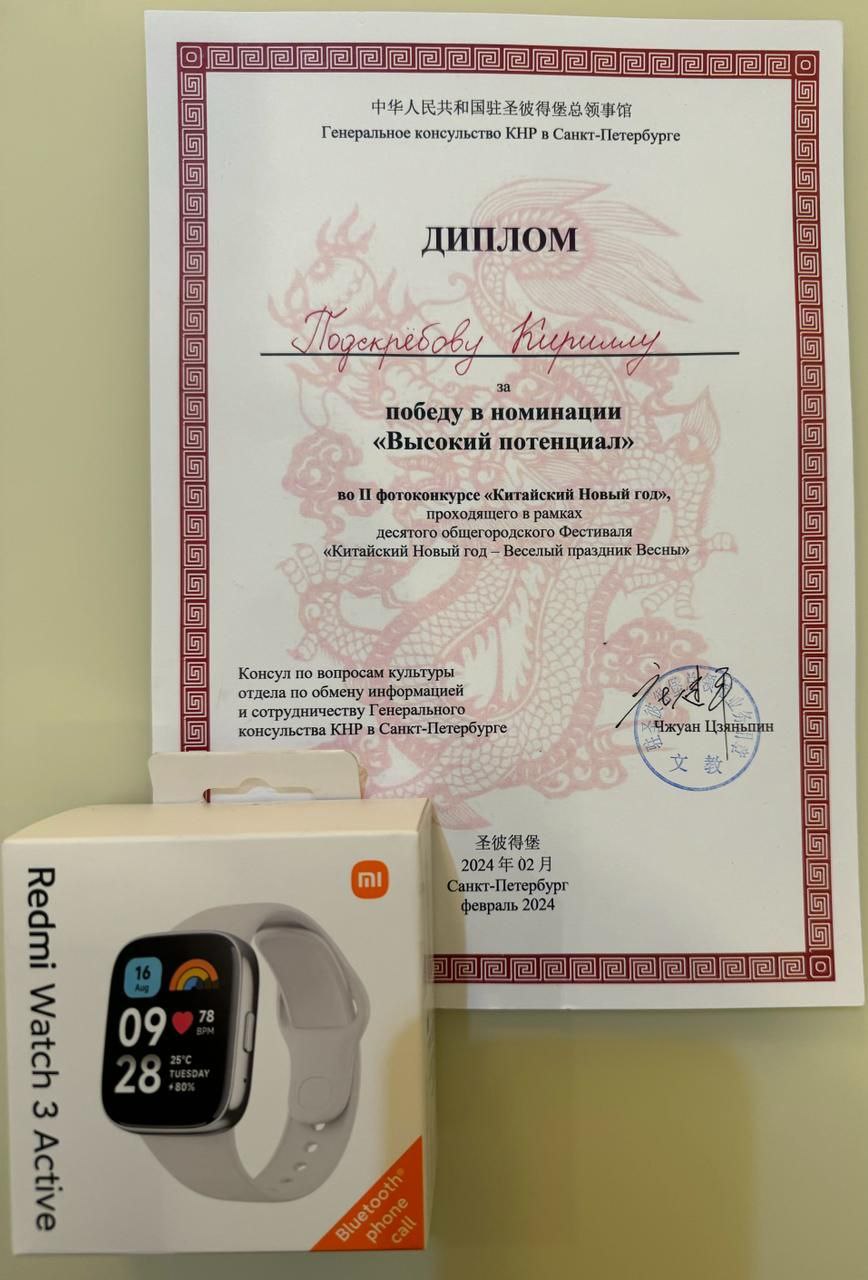 中华人民共和国驻圣彼得堡总领事馆
Генеральное консульство КНР в Санкт-Петербурге
ДИПЛОМ
Подскрёбову Кириллу
за
победу в номинации
«Высокий потенциал»
во II фотоконкурсе «Китайский Новый год»,
проходящего в рамках
десятого общегородского Фестиваля
«Китайский Новый год – Веселый праздник Весны»
Консул по вопросам культуры
отдела по обмену информацией
и сотрудничеству Генерального
консульства КНР в Санкт-Петербурге
Чжуан Цзяньпин
文教
圣彼得堡
2024 年 02 月
Санкт-Петербург
февраль 2024
mi
Redmi Watch 3 Active
16
Aug
09
78
BPM
28
25°C
TUESDAY
80%
Bluetooth®
phone
call